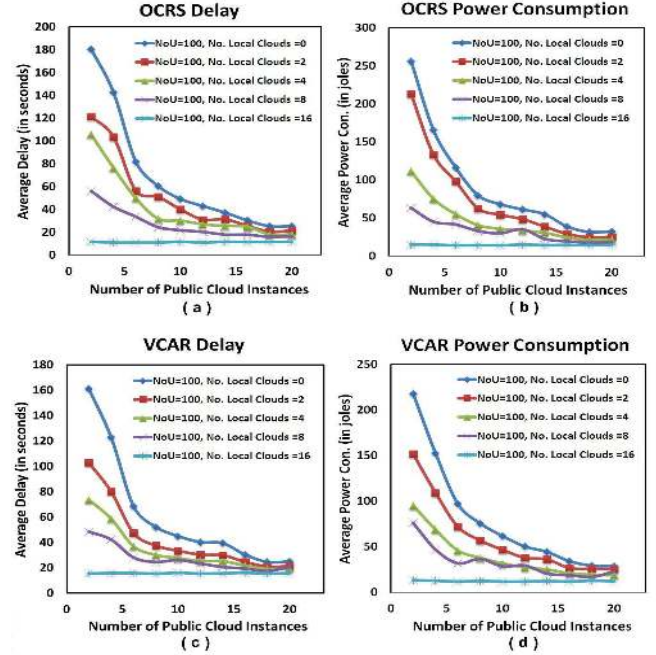 OCRS Delay
200
180
160
140
120
100
80
60
40
20
0
0 5 10 15 20
Average Delay (in seconds)
NoU=100, No. Local Clouds =0
NoU=100, No. Local Clouds =2
NoU=100, No. Local Clouds =4
NoU=100, No. Local Clouds =8
NoU=100, No. Local Clouds =16
Number of Public Cloud Instances
( a )
OCRS Power Consumption
300
250
200
150
100
50
0
0 5 10 15 20
Average Power Con. (in joles)
NoU=100, No. Local Clouds =0
NoU=100, No. Local Clouds =2
NoU=100, No. Local Clouds =4
NoU=100, No. Local Clouds =8
NoU=100, No. Local Clouds =16
Number of Public Cloud Instances
( b )
VCAR Delay
180
160
140
120
100
80
60
40
20
0
0 5 10 15 20
Average Delay (in seconds)
NoU=100, No. Local Clouds =0
NoU=100, No. Local Clouds =2
NoU=100, No. Local Clouds =4
NoU=100, No. Local Clouds =8
NoU=100, No. Local Clouds =16
Number of Public Cloud Instances
( c )
VCAR Power Consumption
250
200
150
100
50
0
0 5 10 15 20
Average Power Con. (in joles)
NoU=100, No. Local Clouds =0
NoU=100, No. Local Clouds =2
NoU=100, No. Local Clouds =4
NoU=100, No. Local Clouds =8
NoU=100, No. Local Clouds =16
Number of Public Cloud Instances
( d )